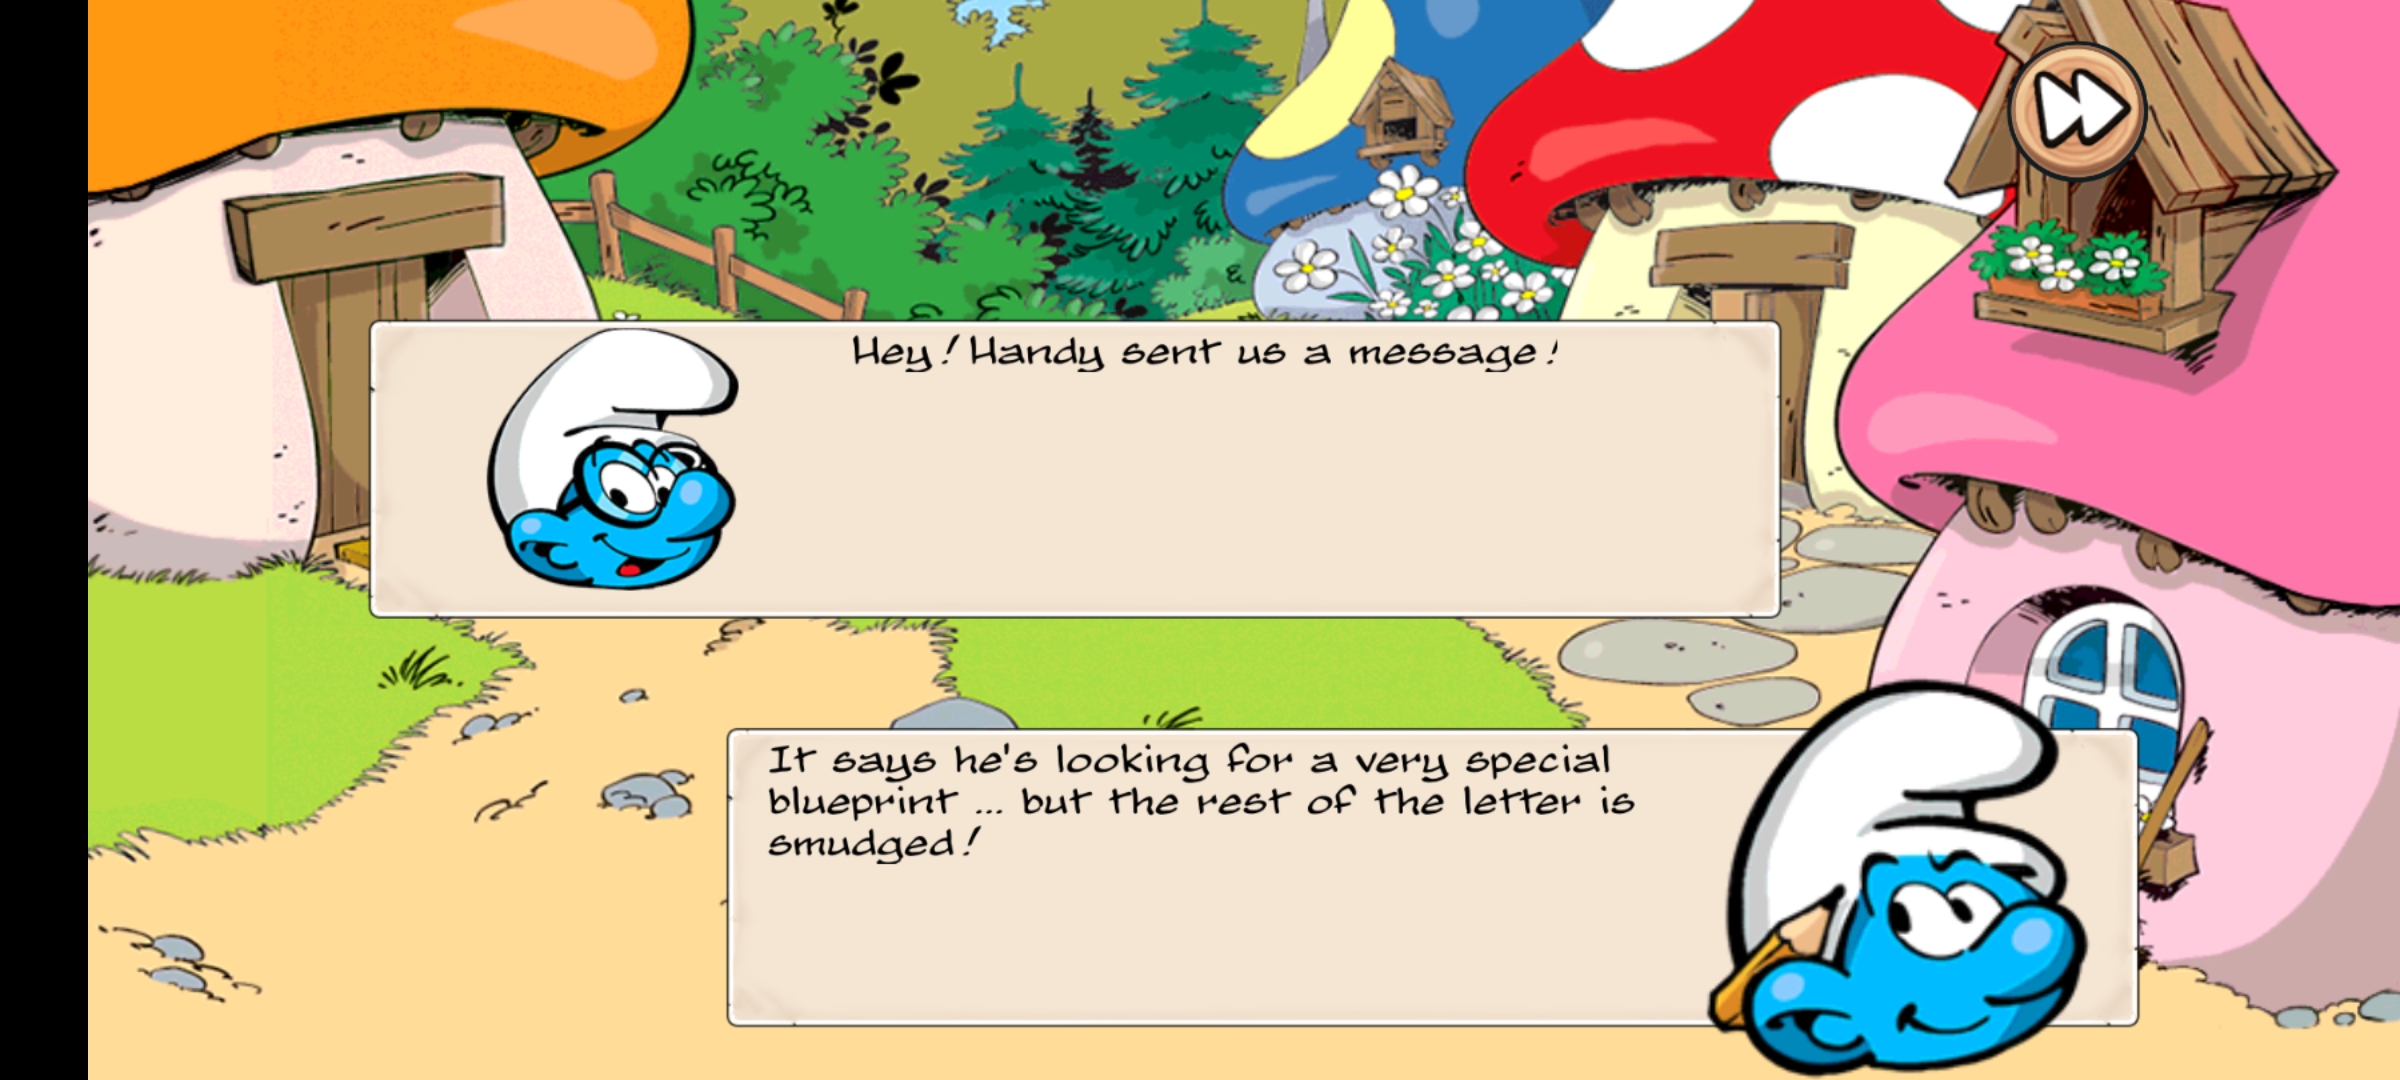 Hey! Handy sent us a message!
It says he's looking for a very special
blueprint ... but the rest of the letter is
smudged!